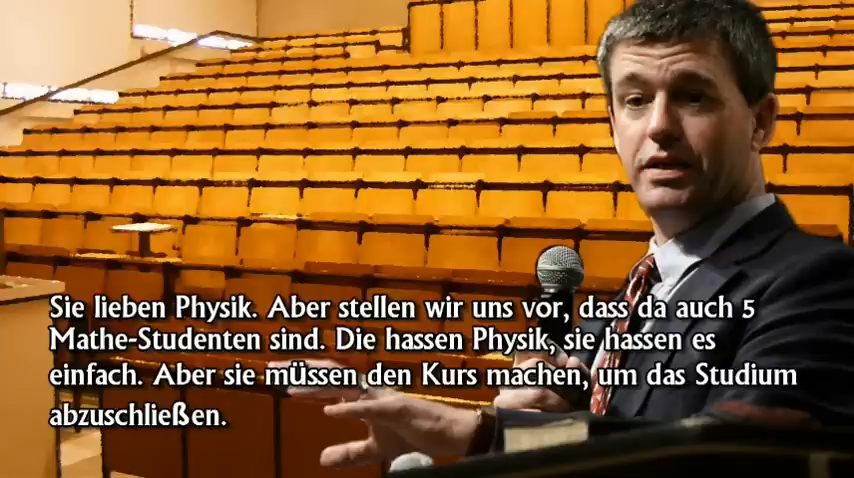 Sie lieben Physik. Aber stellen wir uns vor, dass da auch 5
Mathe-Studenten sind. Die hassen Physik, sie hassen es
einfach. Aber sie müssen den Kurs machen, um das Studium
abzuschließen.